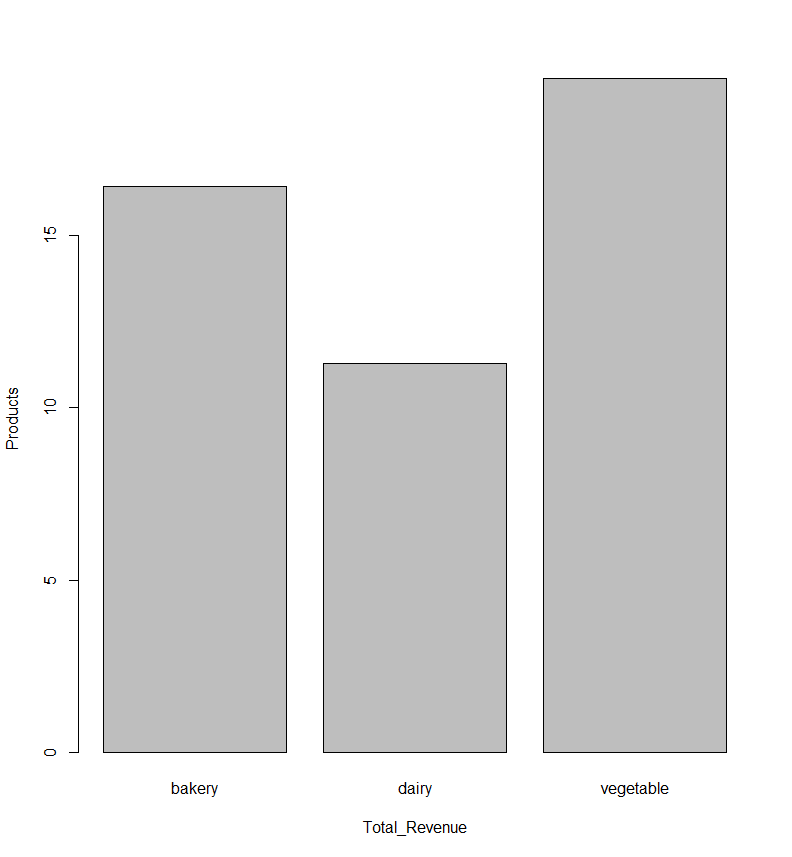 15
10
Products
5
0
bakery
dairy
vegetable
Total_Revenue